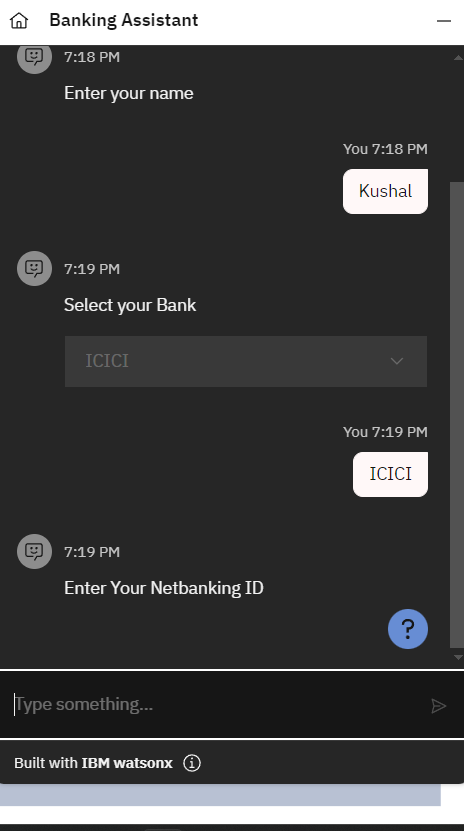 Banking Assistant
7:18 PM
Enter your name
You 7:18 PM
Kushal
7:19 PM
Select your Bank
ICICI
You 7:19 PM
ICICI
7:19 PM
Enter Your Netbanking ID
?
Type something...
Built with IBM watsonx